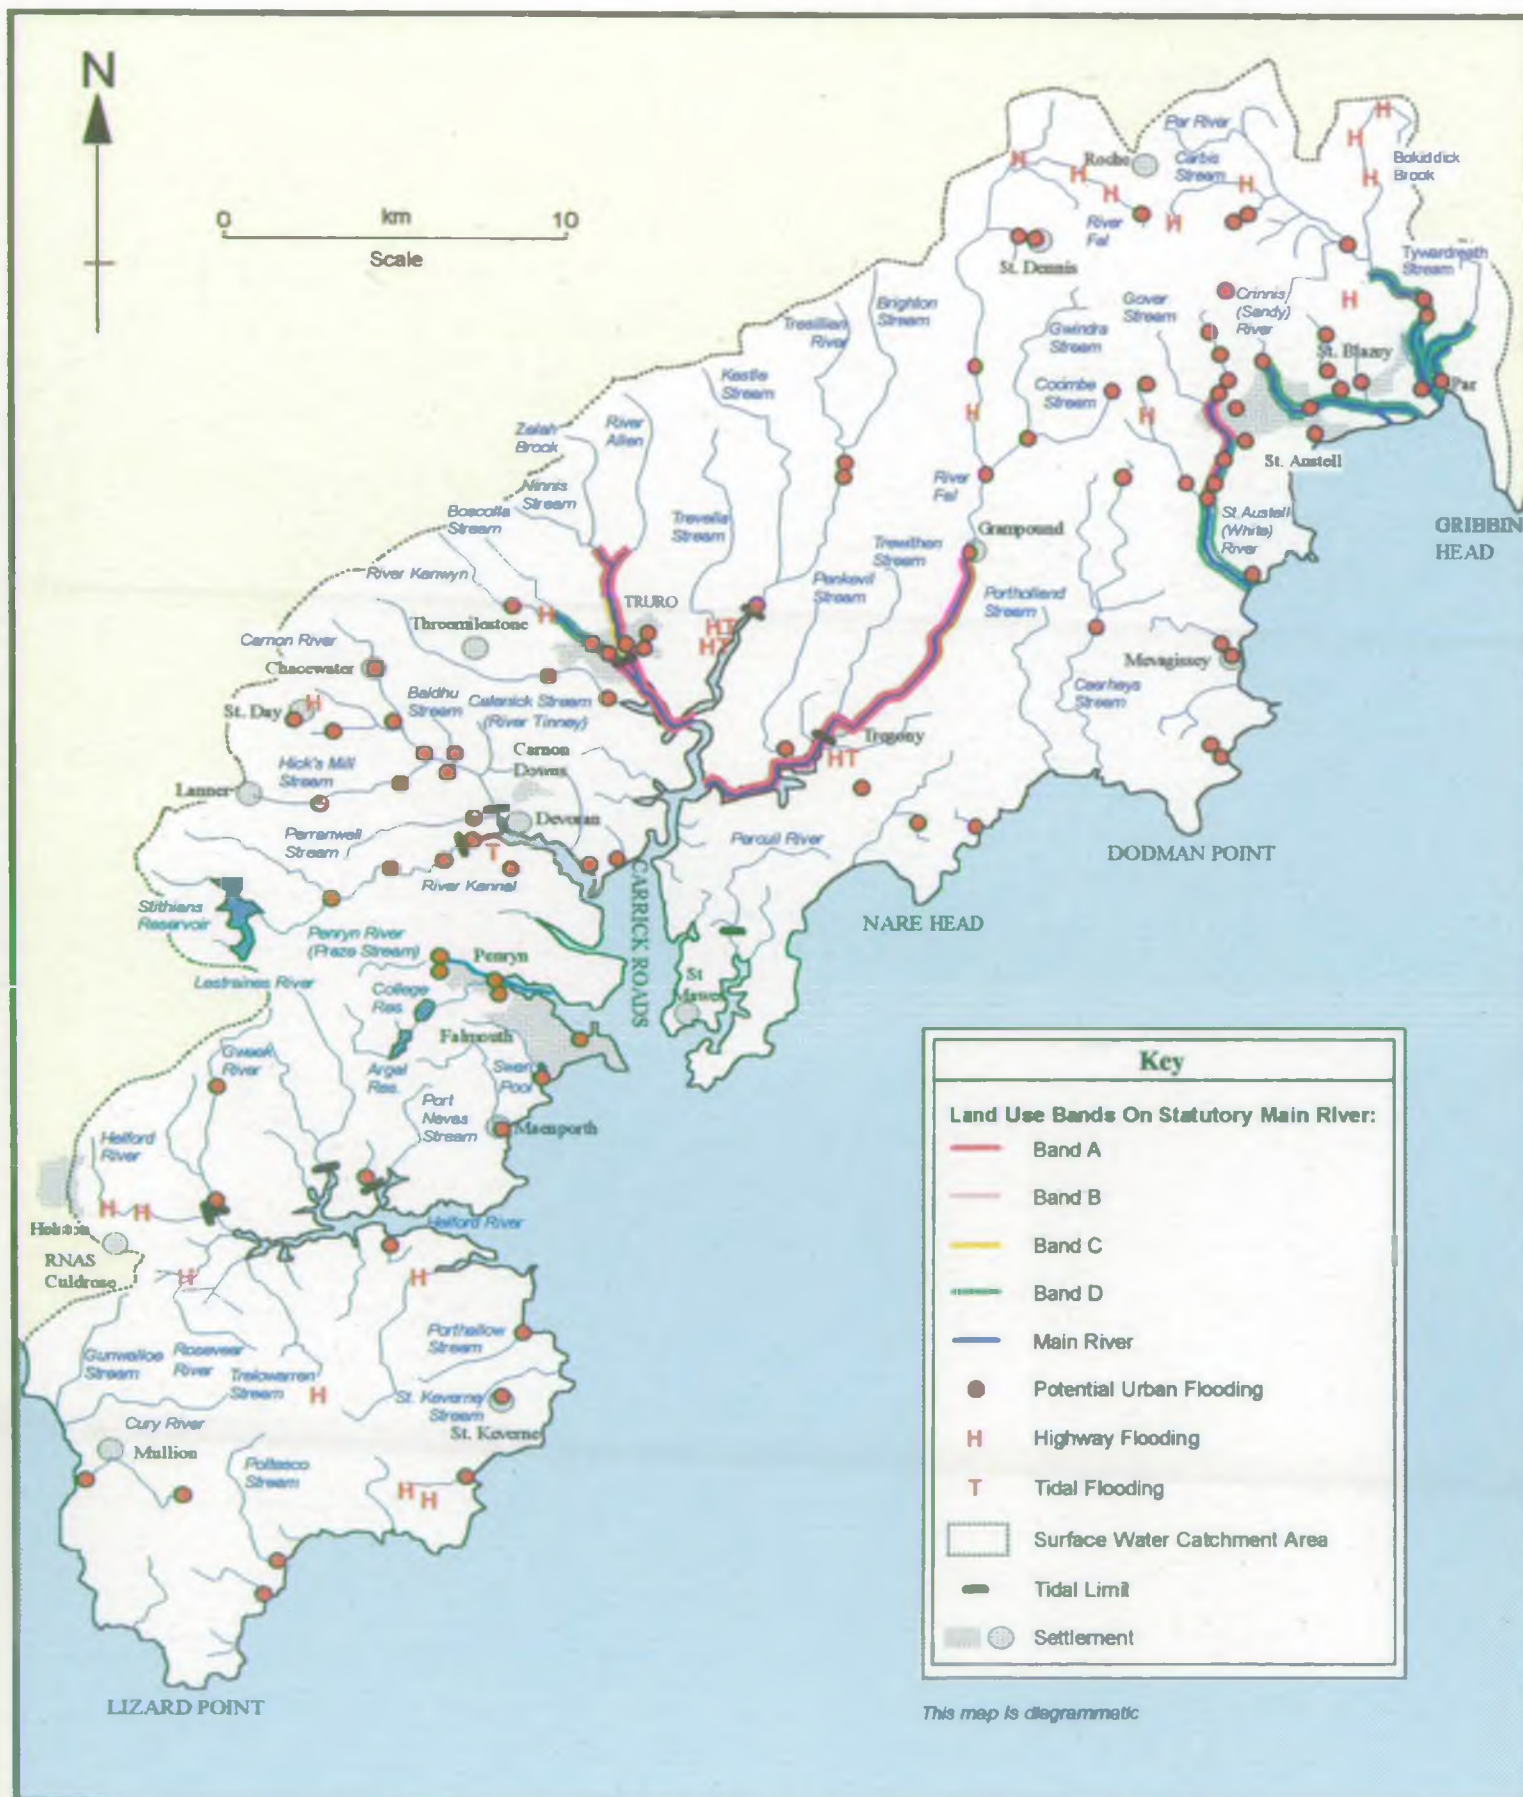 N
0 km 10
Scale
Par River
Roche
Carbis
Stream
Bokiddick
Brook
River
Fal
Tywardreath
Stream
St. Dennis
Brighton
Stream
Tresillian
River
Gwindra
Stream
Gover
Stream
Crinnis
(Sandy)
River
St. Blazey
Kestle
Stream
Coombe
Stream
Par
Zelah
Brook
River
Allen
St. Austell
River
Fal
Ninnis
Stream
Boscolla
Stream
Trevella
Stream
St. Austell
(White)
River
GRIBBIN
HEAD
Grampound
Trewithen
Stream
River Kenwyn
Penkevil
Stream
Portholland
Stream
TRURO
Threemilestone
Carnon River
Chacewater
Mevagissey
Baldhu
Stream
Calenick Stream
(River Tinney)
Caerhays
Stream
St. Day
Tregony
Carnon
Downs
Hick's Mill
Stream
Lanner
Devoran
Perranwell
Stream
Percuil River
DODMAN POINT
River Kennal
CARRICK ROADS
NARE HEAD
Stithians
Reservoir
Penryn River
(Praze Stream)
Penryn
Lestraines River
College
Res.
St
Mawes
Falmouth
Gweek
River
Argal
Res.
Swan
Pool
Port
Navas
Stream
Maenporth
Helford
River
Helston
Helford River
RNAS
Culdrose
Gunwalloe
Stream
Rosevear
River
Trelowarren
Stream
Porthallow
Stream
St. Keverne
Stream
St. Keverne
Cury River
Mullion
Poltesco
Stream
LIZARD POINT
H
H
H
H
H
H
H
H
H
H
H
H
HT
HT
H
HT
T
H
H
H
H
H
H
H
Key
Land Use Bands On Statutory Main River:
Band A
Band B
Band C
Band D
Main River
Potential Urban Flooding
H Highway Flooding
T Tidal Flooding
Surface Water Catchment Area
Tidal Limit
Settlement
This map is diagrammatic